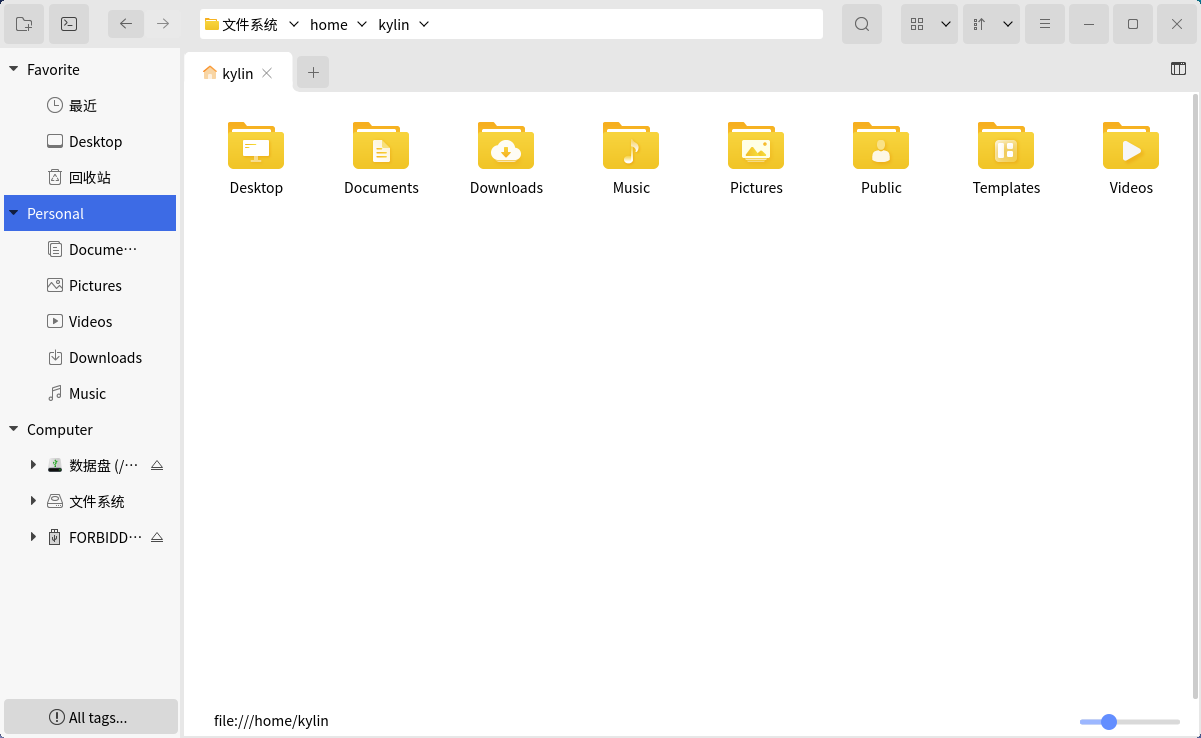 文件系统 home kylin
Favorite
最近
Desktop
回收站
Personal
Docume···
Pictures
Videos
Downloads
Music
Computer
数据盘 (/···
文件系统
FORBIDD···
All tags...
kylin
Desktop Documents Downloads Music Pictures Public Templates Videos
file:///home/kylin